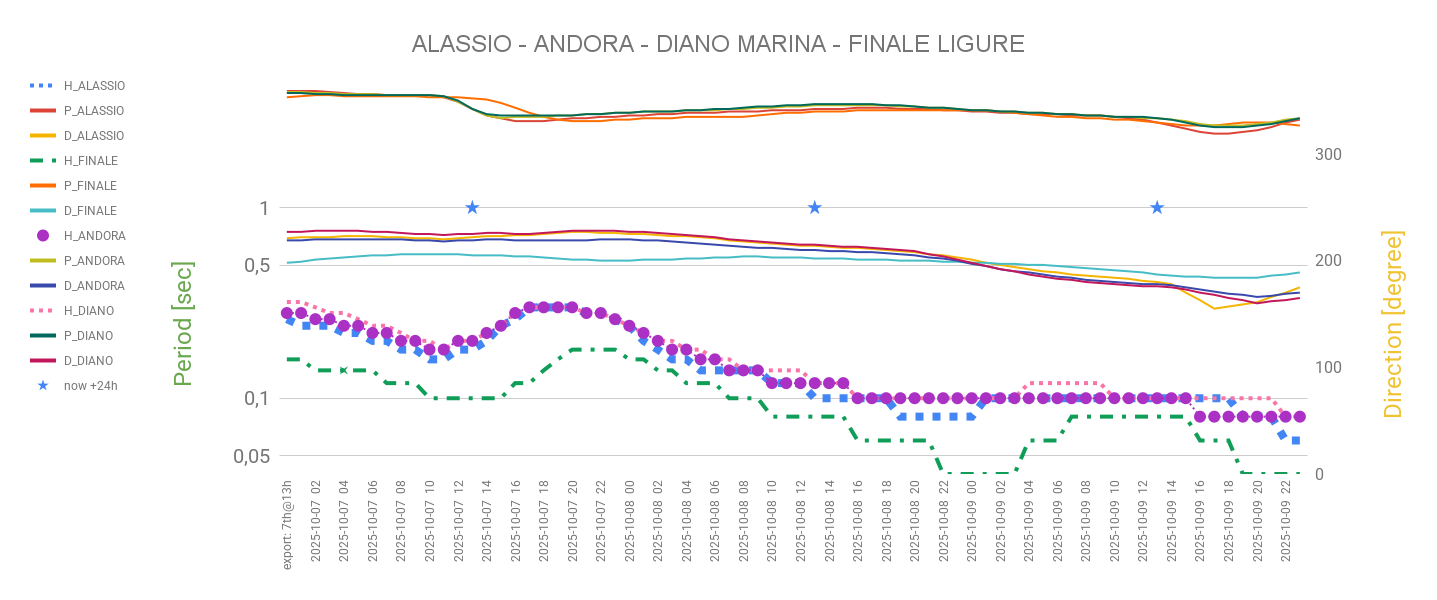 ALASSIO - ANDORA - DIANO MARINA - FINALE LIGURE
H_ALASSIO
P_ALASSIO
D_ALASSIO
H_FINALE
P_FINALE
D_FINALE
H_ANDORA
P_ANDORA
D_ANDORA
H_DIANO
P_DIANO
D_DIANO
now +24h
Period [sec]
1
0,5
0,1
0,05
300
200
100
0
Direction [degree]
export: 7th@13h
2025-10-07 02
2025-10-07 04
2025-10-07 06
2025-10-07 08
2025-10-07 10
2025-10-07 12
2025-10-07 14
2025-10-07 16
2025-10-07 18
2025-10-07 20
2025-10-07 22
2025-10-08 00
2025-10-08 02
2025-10-08 04
2025-10-08 06
2025-10-08 08
2025-10-08 10
2025-10-08 12
2025-10-08 14
2025-10-08 16
2025-10-08 18
2025-10-08 20
2025-10-08 22
2025-10-09 00
2025-10-09 02
2025-10-09 04
2025-10-09 06
2025-10-09 08
2025-10-09 10
2025-10-09 12
2025-10-09 14
2025-10-09 16
2025-10-09 18
2025-10-09 20
2025-10-09 22